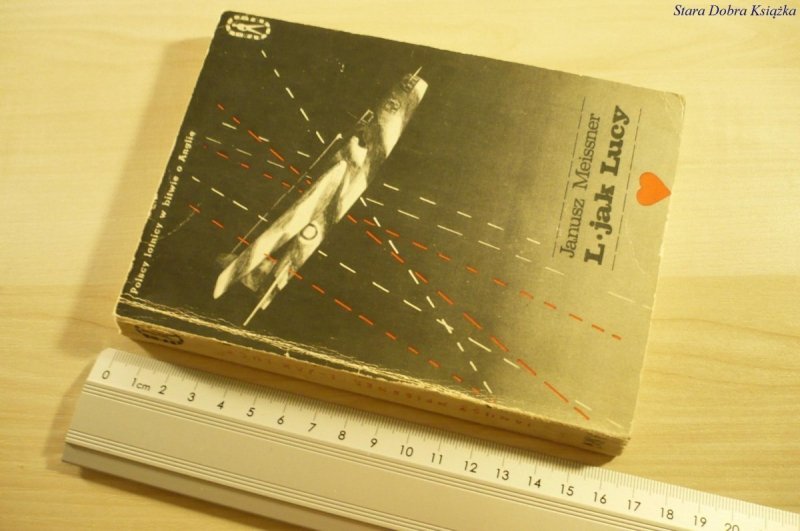 Stara Dobra Książka
Janusz Meissner
L·jak Lucy
Polscy lotnicy w bitwie o Anglię
0 1cm 2 3 4 5 6 7 8 9 10 11 12 13 14 15 16 17 18 19 20